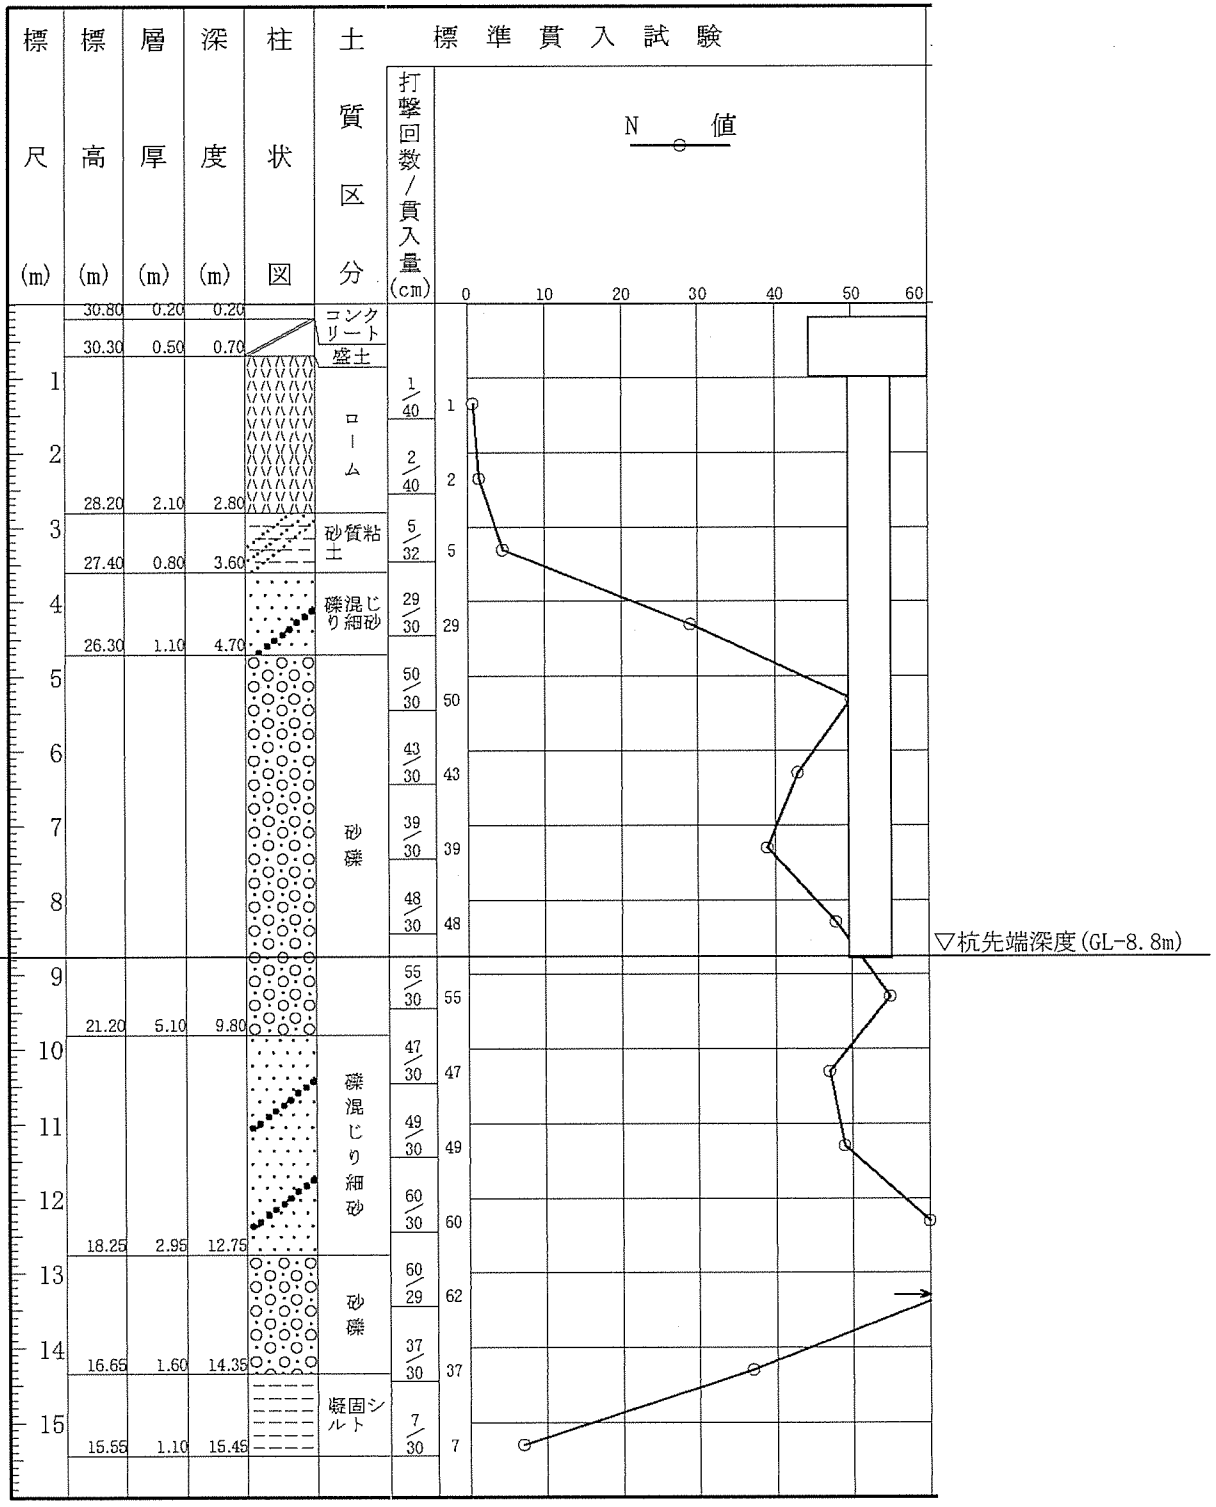 標尺(m) 標高(m) 層厚(m) 深度(m) 柱状図 土質区分 標準貫入試験
打撃回数/貫入量(cm)
N 値
0 10 20 30 40 50 60
30.80 0.20 0.20 コンク
リート
30.30 0.50 0.70 盛土
1
1/40 1
ローム
2
2/40 2
28.20 2.10 2.80
3
砂質粘
土
5/32 5
27.40 0.80 3.60
4
礫混じ
り細砂
29/30 29
26.30 1.10 4.70
5
50/30 50
6
43/30 43
7
砂礫
39/30 39
8
48/30 48
▽杭先端深度(GL-8.8m)
9
55/30 55
21.20 5.10 9.80
10
47/30 47
礫混じり細砂
11
49/30 49
12
60/30 60
18.25 2.95 12.75
13
60/29 62
砂礫
14
37/30 37
16.65 1.60 14.35
凝固シ
ルト
15
7/30 7
15.55 1.10 15.45